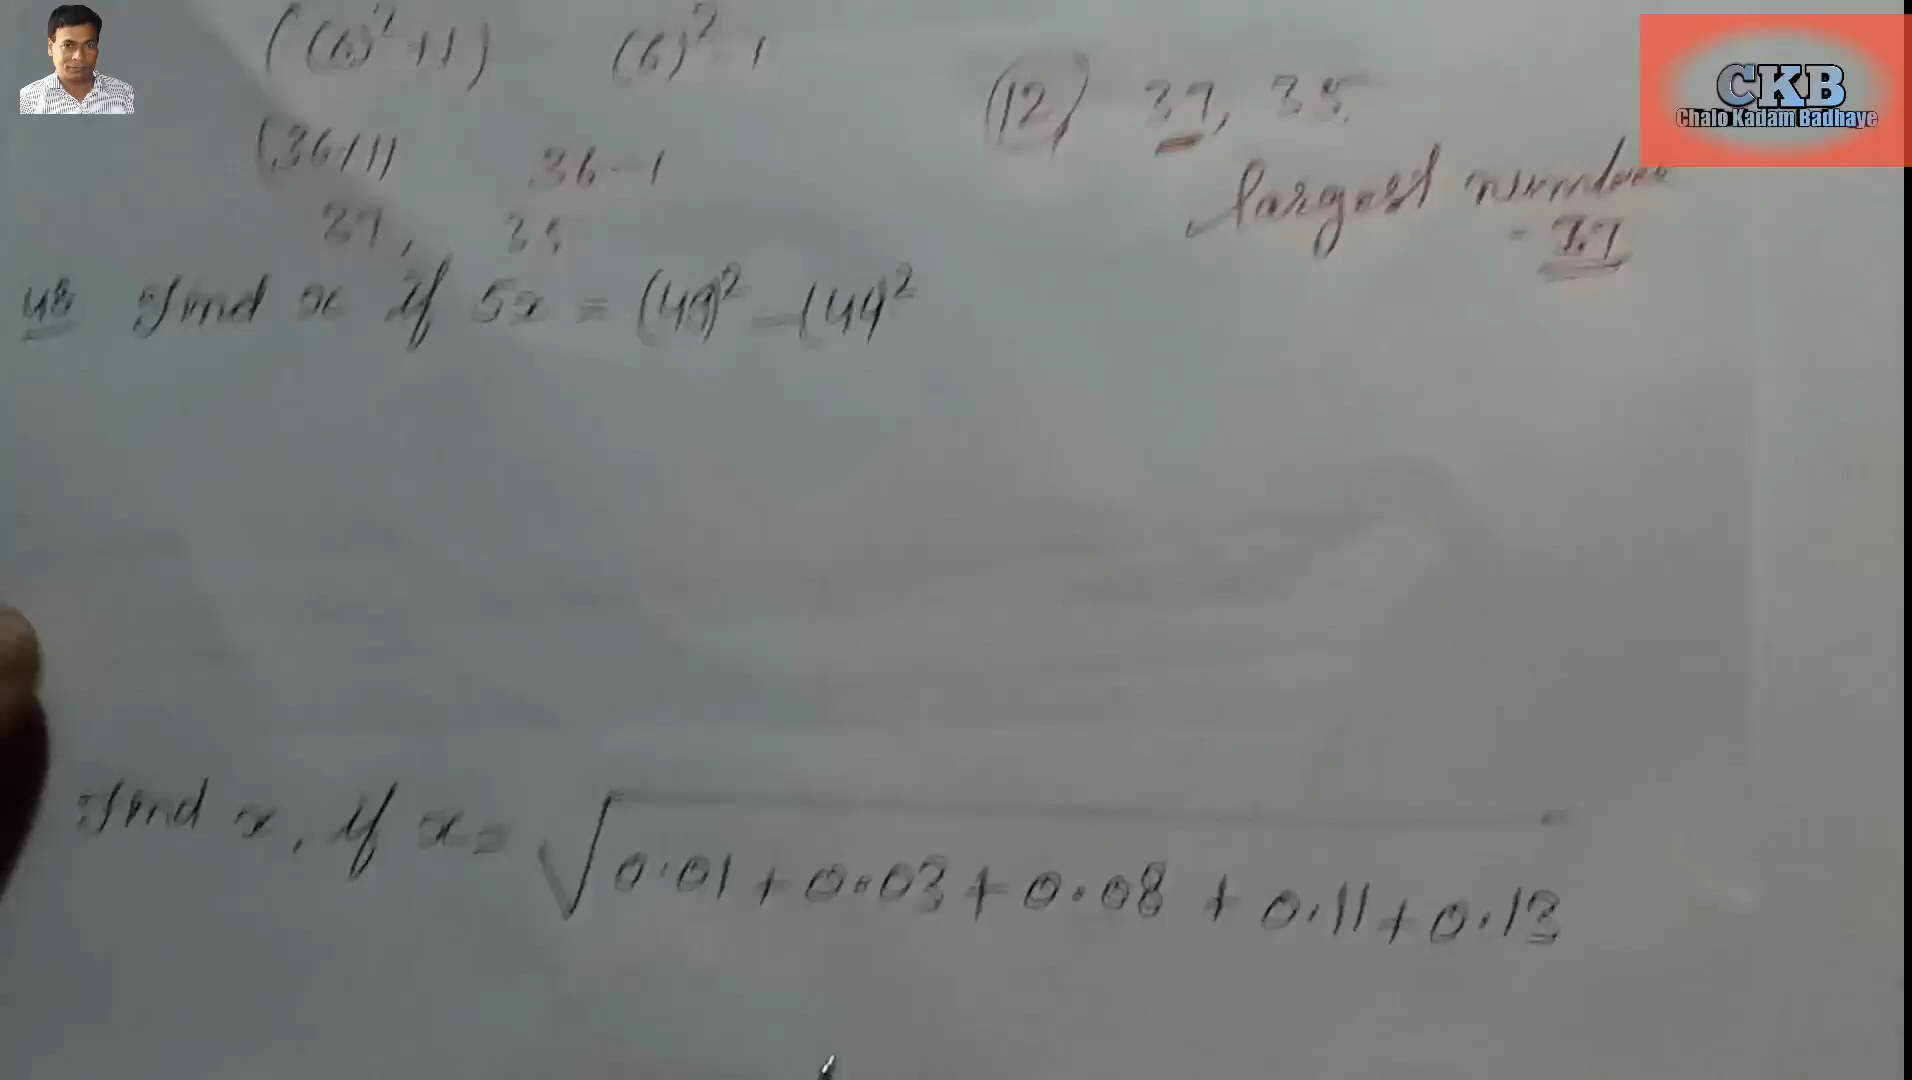 ((6)²+1) (6)²-1
(36+1) 36-1
37, 35
(12) 37, 35
largest number
= 37
48 Find x if 5x = (49)² - (44)²
Find x, if x = √0.01 + 0.03 + 0.08 + 0.11 + 0.13
CKB
Chalo Kadam Badhaye